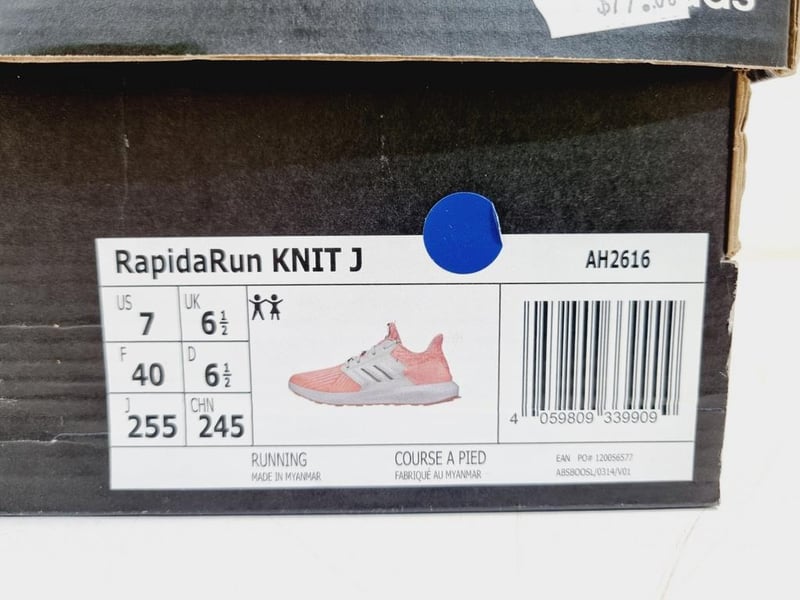 RapidaRun KNIT J
AH2616
US 7
UK 6½
F 40
D 6½
J 255
CHN 245
4 059809 339909
RUNNING
MADE IN MYANMAR
COURSE A PIED
FABRIQUÉ AU MYANMAR
EAN PO# 120056577
ABSBOOSL/0314/V01